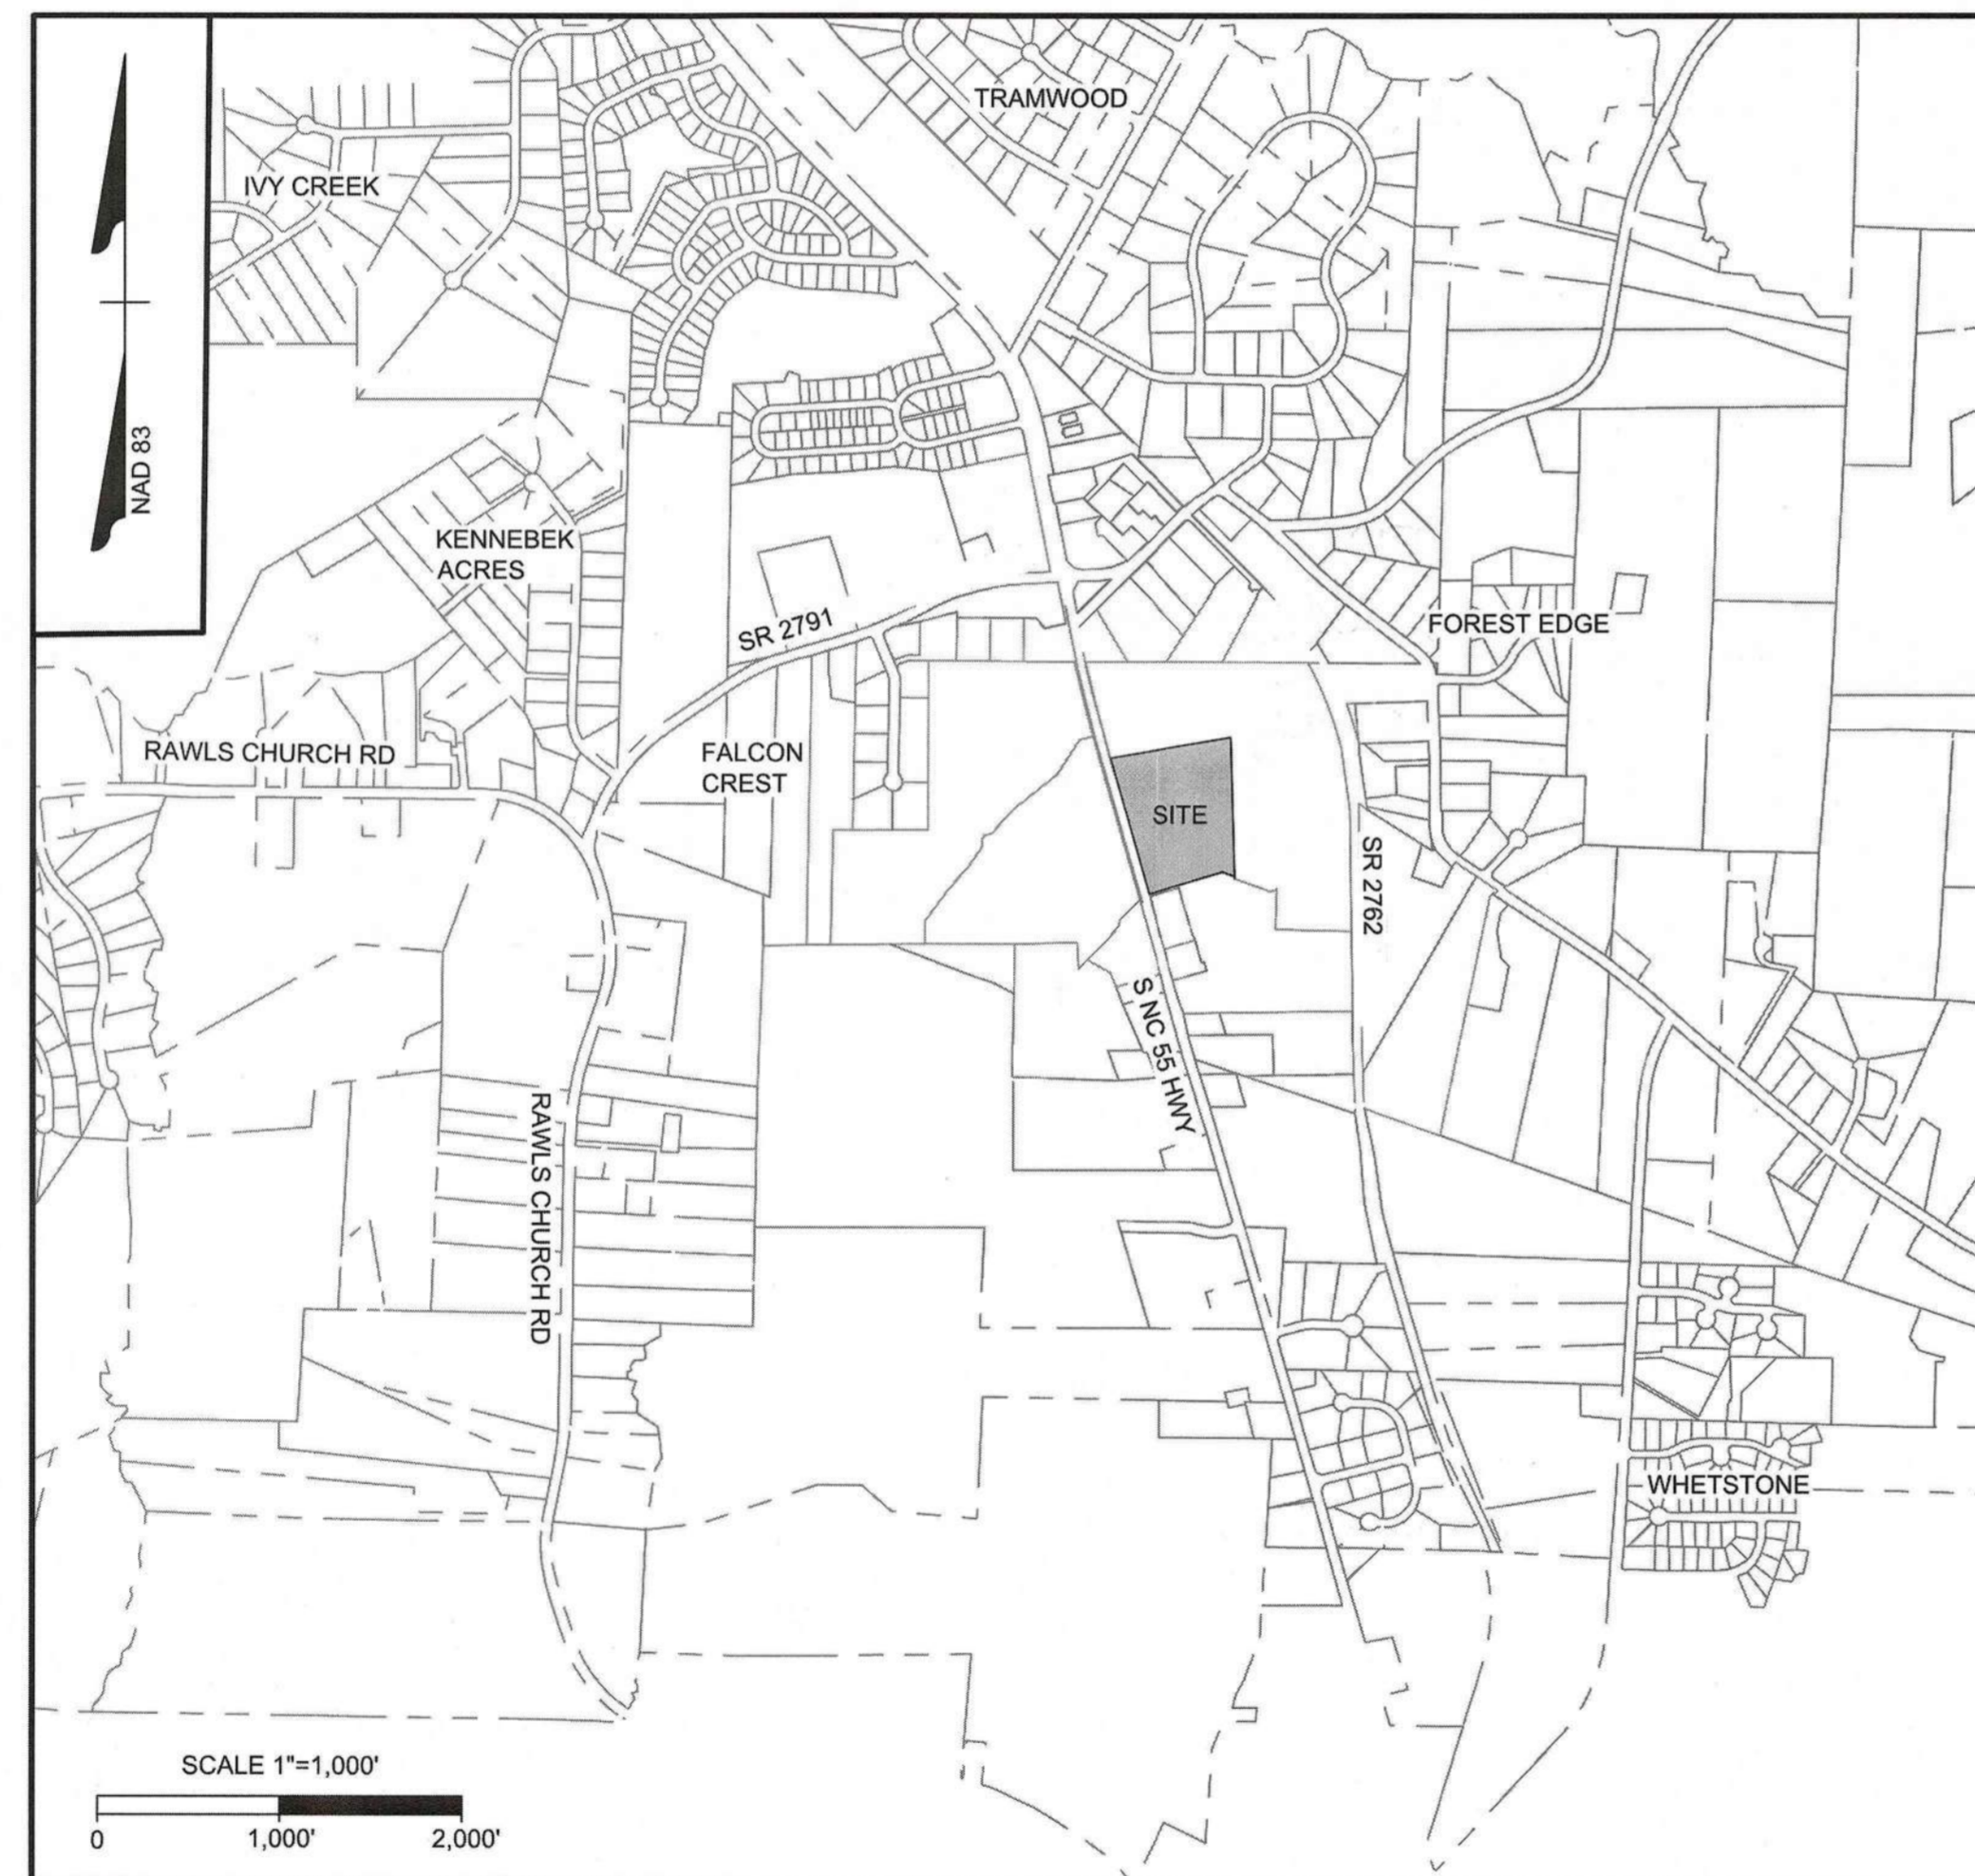 TRAMWOOD
IVY CREEK
NAD 83
KENNEBEK
ACRES
SR 2791
FOREST EDGE
RAWLS CHURCH RD
FALCON
CREST
SITE
SR 2762
S NC 55 HWY
RAWLS CHURCH RD
WHETSTONE
SCALE 1"=1,000'
0
1,000'
2,000'